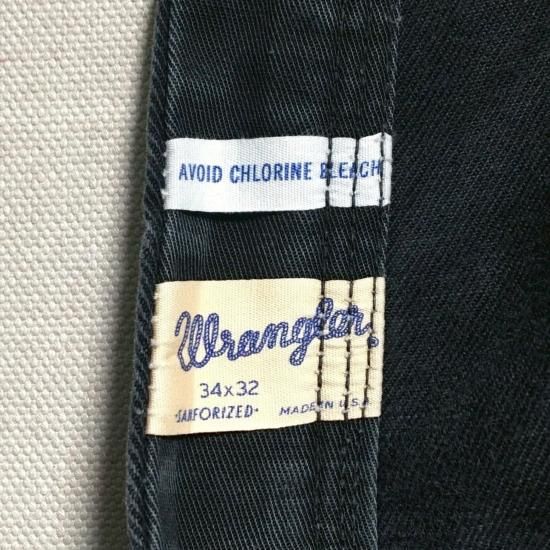 AVOID CHLORINE BLEACH
Wrangler
34x32
·SANFORIZED· MADE IN U.S.A.